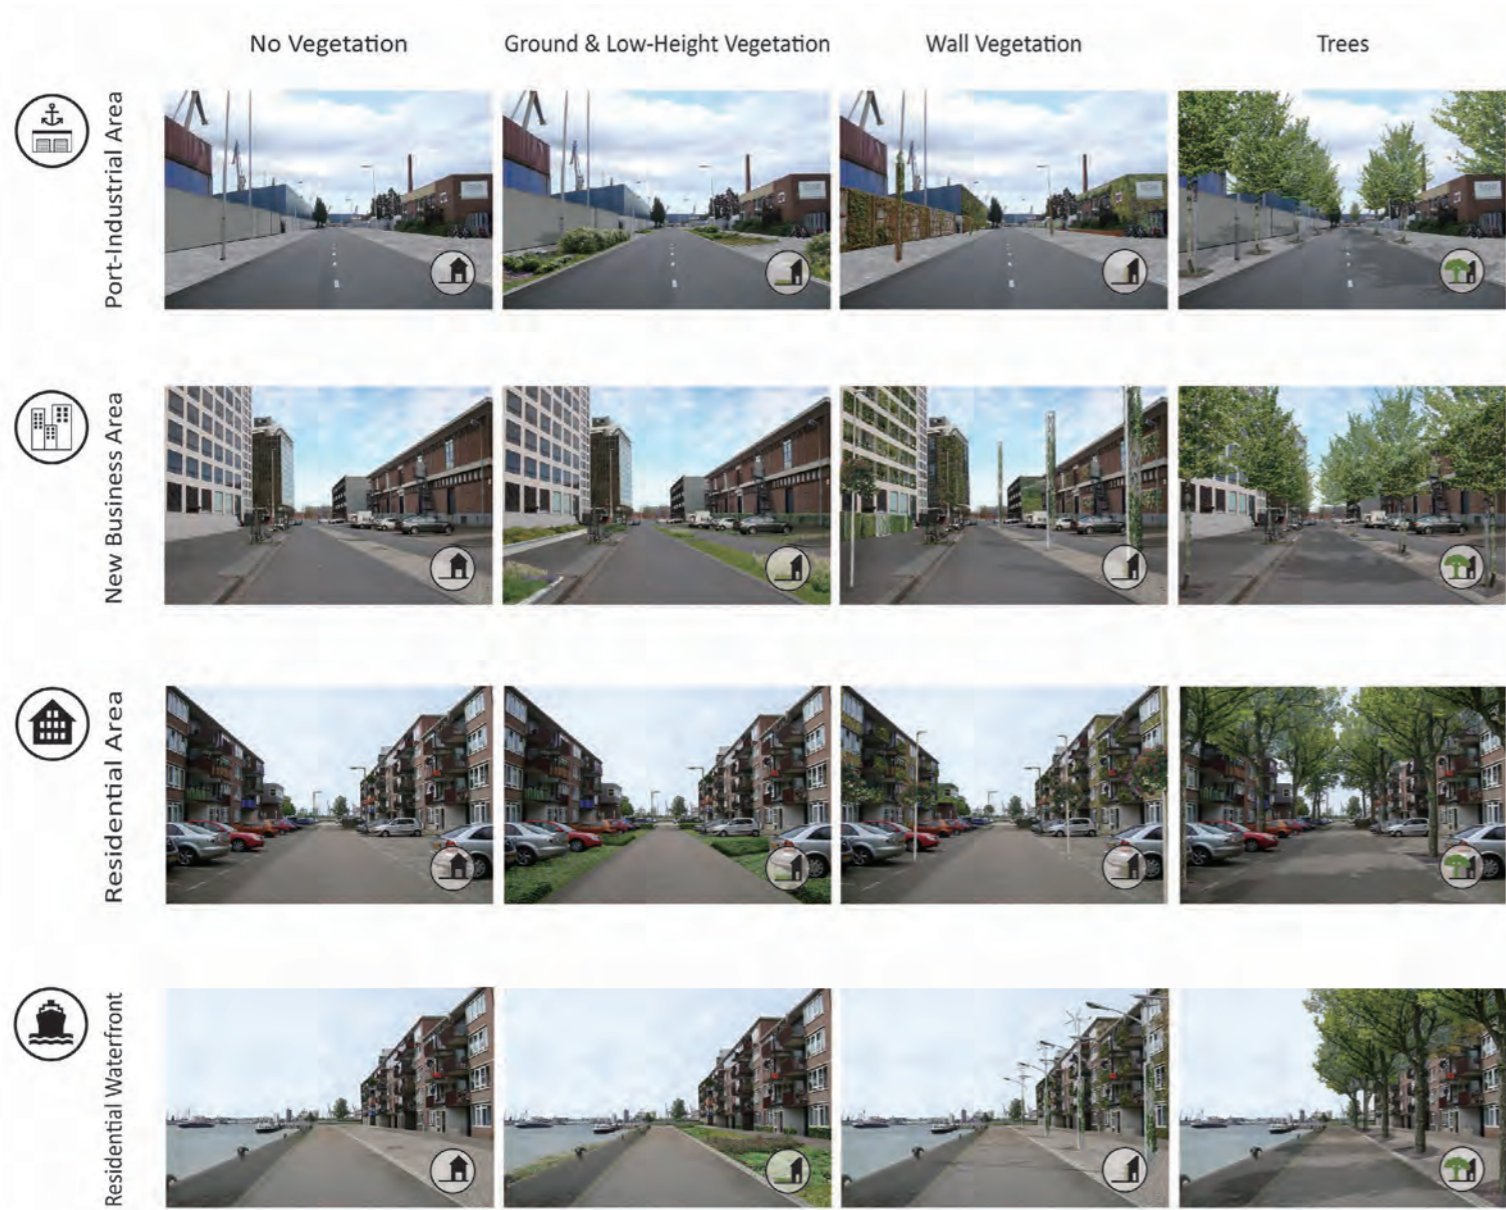 No Vegetation
Ground & Low-Height Vegetation
Wall Vegetation
Trees
Port-Industrial Area
New Business Area
Residential Area
Residential Waterfront